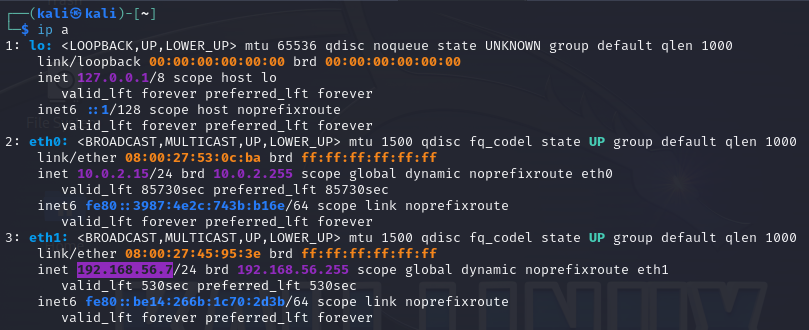 ┌──(kali㉿kali)-[~]
└─$ ip a
1: lo: <LOOPBACK,UP,LOWER_UP> mtu 65536 qdisc noqueue state UNKNOWN group default qlen 1000
    link/loopback 00:00:00:00:00:00 brd 00:00:00:00:00:00
    inet 127.0.0.1/8 scope host lo
       valid_lft forever preferred_lft forever
    inet6 ::1/128 scope host noprefixroute
       valid_lft forever preferred_lft forever
2: eth0: <BROADCAST,MULTICAST,UP,LOWER_UP> mtu 1500 qdisc fq_codel state UP group default qlen 1000
    link/ether 08:00:27:53:0c:ba brd ff:ff:ff:ff:ff:ff
    inet 10.0.2.15/24 brd 10.0.2.255 scope global dynamic noprefixroute eth0
       valid_lft 85730sec preferred_lft 85730sec
    inet6 fe80::3987:4e2c:743b:b16e/64 scope link noprefixroute
       valid_lft forever preferred_lft forever
3: eth1: <BROADCAST,MULTICAST,UP,LOWER_UP> mtu 1500 qdisc fq_codel state UP group default qlen 1000
    link/ether 08:00:27:45:95:3e brd ff:ff:ff:ff:ff:ff
    inet 192.168.56.7/24 brd 192.168.56.255 scope global dynamic noprefixroute eth1
       valid_lft 530sec preferred_lft 530sec
    inet6 fe80::be14:266b:1c70:2d3b/64 scope link noprefixroute
       valid_lft forever preferred_lft forever